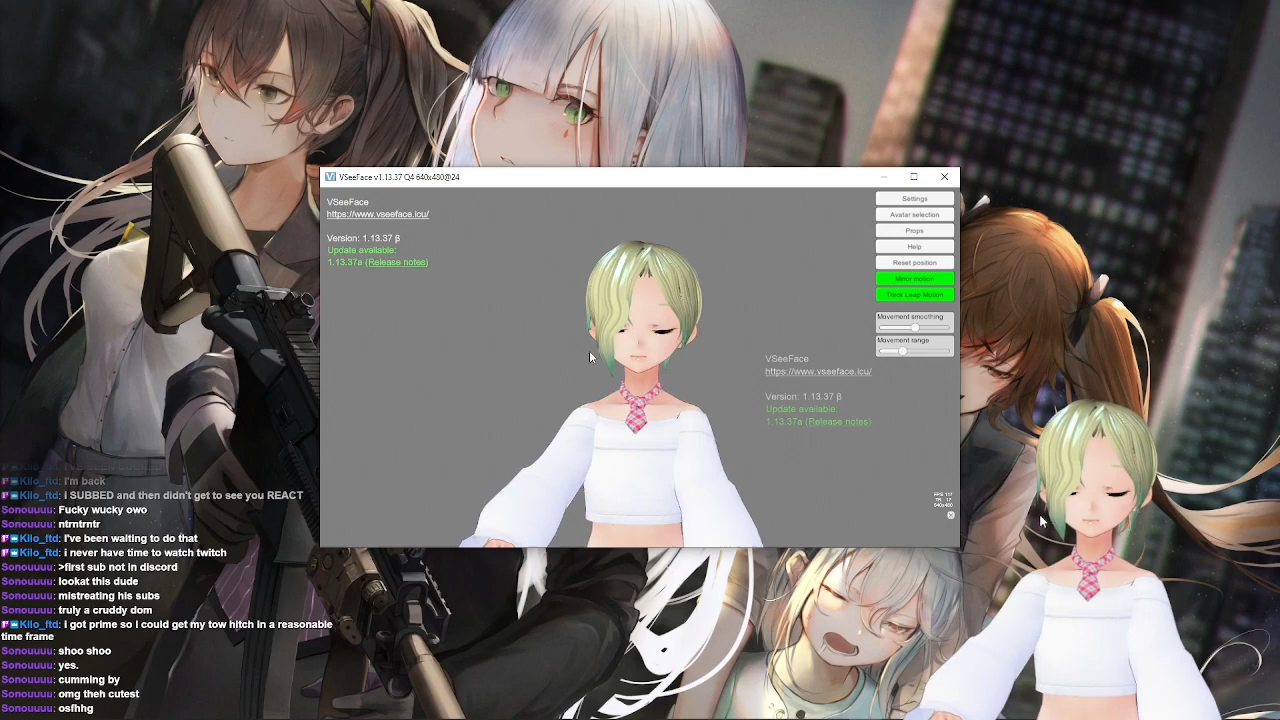 VSeeFace v1.13.37 Q4 640x480@24
VSeeFace
https://www.vseeface.icu/
Version: 1.13.37 β
Update available:
1.13.37a (Release notes)
Settings
Avatar selection
Props
Help
Reset position
Mirror motion
Track Leap Motion
Movement smoothing
Movement range
VSeeFace
https://www.vseeface.icu/
Version: 1.13.37 β
Update available:
1.13.37a (Release notes)
640x480
Kilo_ftd: I'm back
Kilo_ftd: I SUBBED and then didn't get to see you REACT
Sonouuuu: Fucky wucky owo
Sonouuuu: ntrntrntr
Kilo_ftd: I've been waiting to do that
Kilo_ftd: i never have time to watch twitch
Sonouuuu: >first sub not in discord
Sonouuuu: lookat this dude
Sonouuuu: mistreating his subs
Sonouuuu: truly a cruddy dom
Kilo_ftd: I got prime so I could get my tow hitch in a reasonable
time frame
Sonouuuu: shoo shoo
Sonouuuu: yes.
Sonouuuu: cumming by
Sonouuuu: omg theh cutest
Sonouuuu: osfhhg